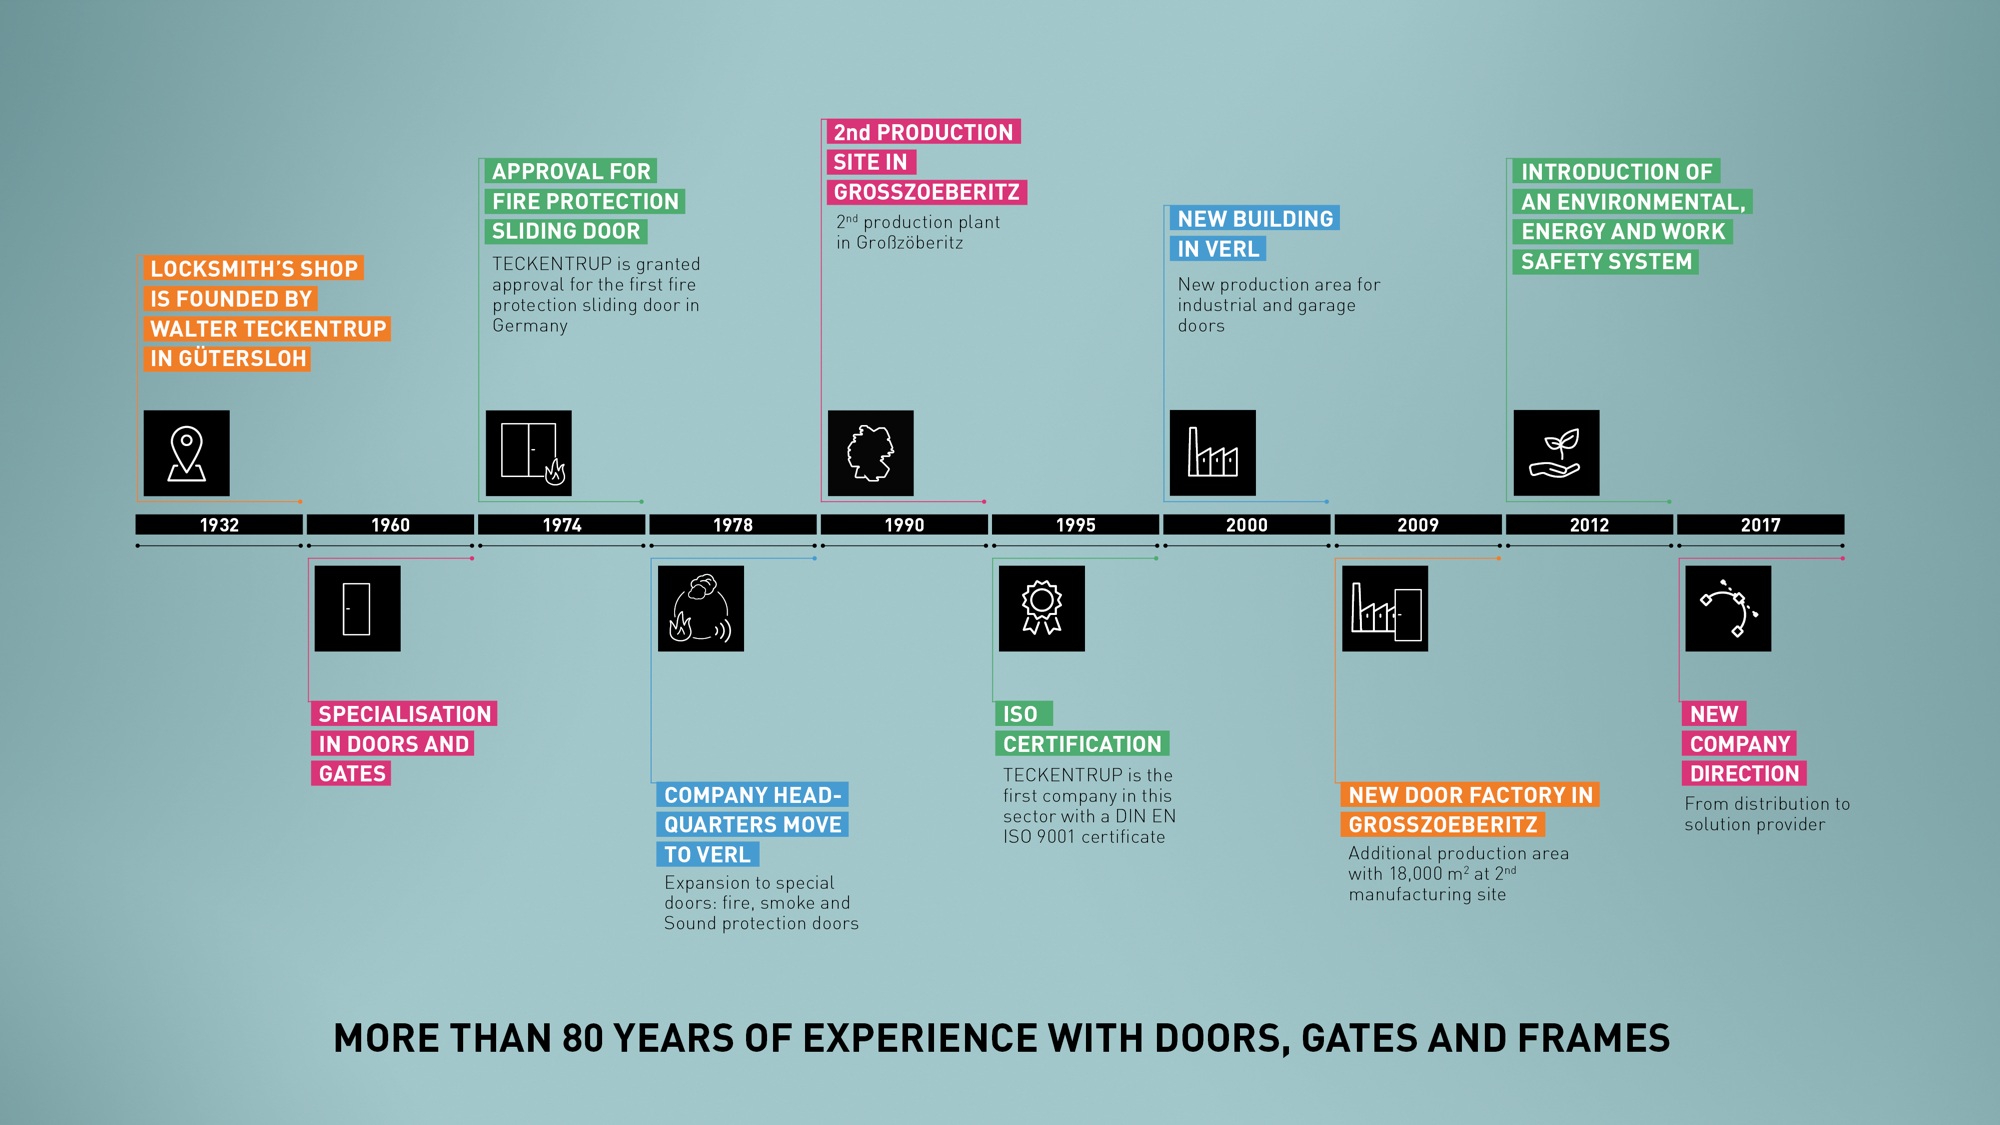 LOCKSMITH'S SHOP
IS FOUNDED BY
WALTER TECKENTRUP
IN GÜTERSLOH
APPROVAL FOR
FIRE PROTECTION
SLIDING DOOR
TECKENTRUP is granted
approval for the first fire
protection sliding door in
Germany
2nd PRODUCTION
SITE IN
GROSSZOEBERITZ
2nd production plant
in Großzöberitz
NEW BUILDING
IN VERL
New production area for
industrial and garage
doors
INTRODUCTION OF
AN ENVIRONMENTAL,
ENERGY AND WORK
SAFETY SYSTEM
1932
1960
1974
1978
1990
1995
2000
2009
2012
2017
SPECIALISATION
IN DOORS AND
GATES
COMPANY HEAD-
QUARTERS MOVE
TO VERL
Expansion to special
doors: fire, smoke and
Sound protection doors
ISO
CERTIFICATION
TECKENTRUP is the
first company in this
sector with a DIN EN
ISO 9001 certificate
NEW DOOR FACTORY IN
GROSSZOEBERITZ
Additional production area
with 18,000 m² at 2nd
manufacturing site
NEW
COMPANY
DIRECTION
From distribution to
solution provider
MORE THAN 80 YEARS OF EXPERIENCE WITH DOORS, GATES AND FRAMES